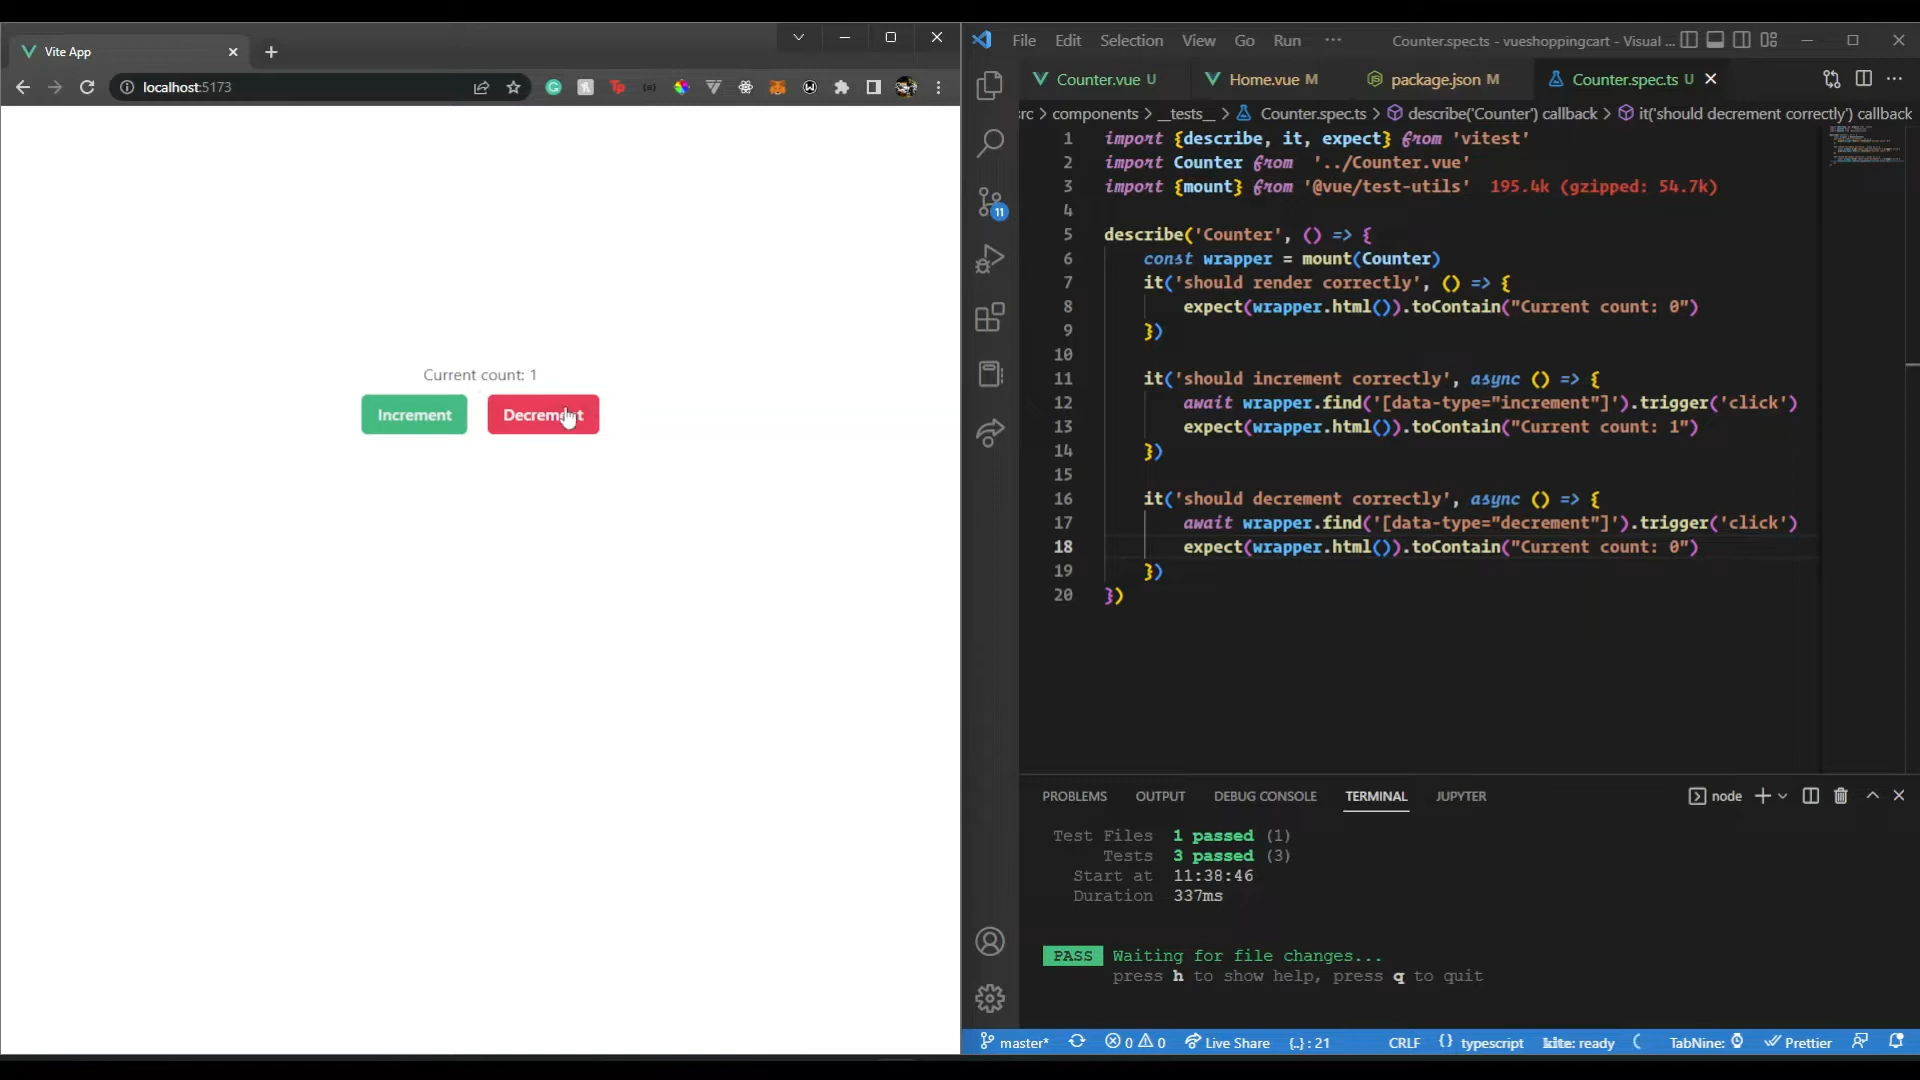 Vite App
localhost:5173
Current count: 1
Increment
Decrement
File Edit Selection View Go Run ··· Counter.spec.ts - vueshoppingcart - Visual ...
Counter.vue U Home.vue M package.json M Counter.spec.ts U
rc > components > __tests__ > Counter.spec.ts > describe('Counter') callback > it('should decrement correctly') callback
1 import {describe, it, expect} from 'vitest'
2 import Counter from '../Counter.vue'
3 import {mount} from '@vue/test-utils' 195.4k (gzipped: 54.7k)
4
5 describe('Counter', () => {
6 const wrapper = mount(Counter)
7 it('should render correctly', () => {
8 expect(wrapper.html()).toContain("Current count: 0")
9 })
10
11 it('should increment correctly', async () => {
12 await wrapper.find('[data-type="increment"]').trigger('click')
13 expect(wrapper.html()).toContain("Current count: 1")
14 })
15
16 it('should decrement correctly', async () => {
17 await wrapper.find('[data-type="decrement"]').trigger('click')
18 expect(wrapper.html()).toContain("Current count: 0")
19 })
20 })
11
PROBLEMS OUTPUT DEBUG CONSOLE TERMINAL JUPYTER node
Test Files 1 passed (1)
Tests 3 passed (3)
Start at 11:38:46
Duration 337ms
PASS Waiting for file changes...
press h to show help, press q to quit
master* 0 0 Live Share {..} : 21 CRLF {} typescript kite: ready TabNine: Prettier